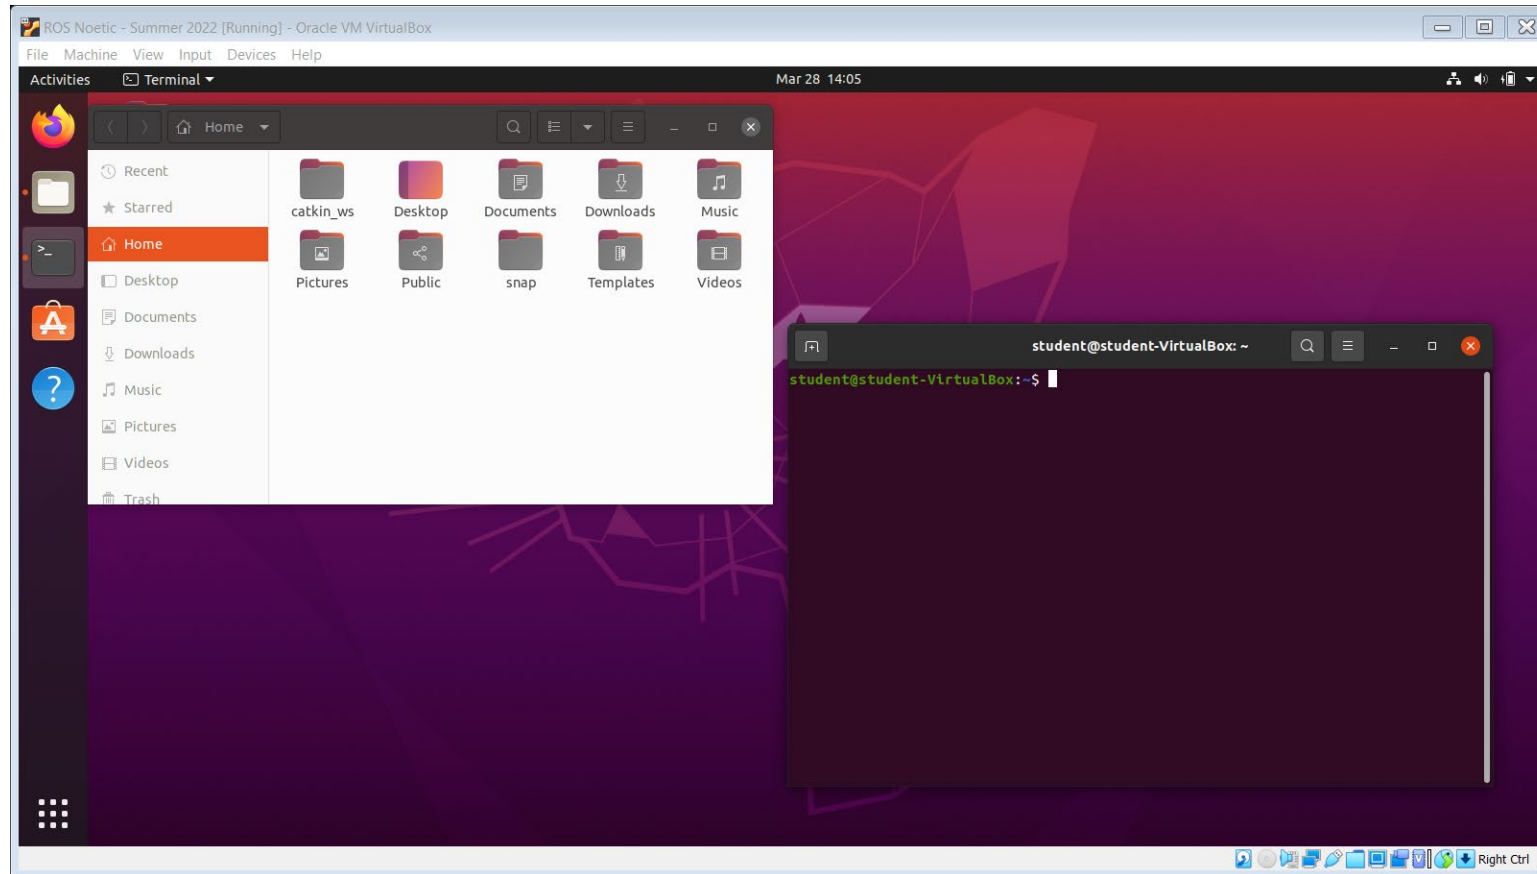 ROS Noetic - Summer 2022 [Running] - Oracle VM VirtualBox
File Machine View Input Devices Help
Activities Terminal Mar 28 14:05
Home
Recent
Starred
Home
Desktop
Documents
Downloads
Music
Pictures
Videos
Trash
catkin_ws Desktop Documents Downloads Music
Pictures Public snap Templates Videos
student@student-VirtualBox: ~
student@student-VirtualBox:~$
Right Ctrl